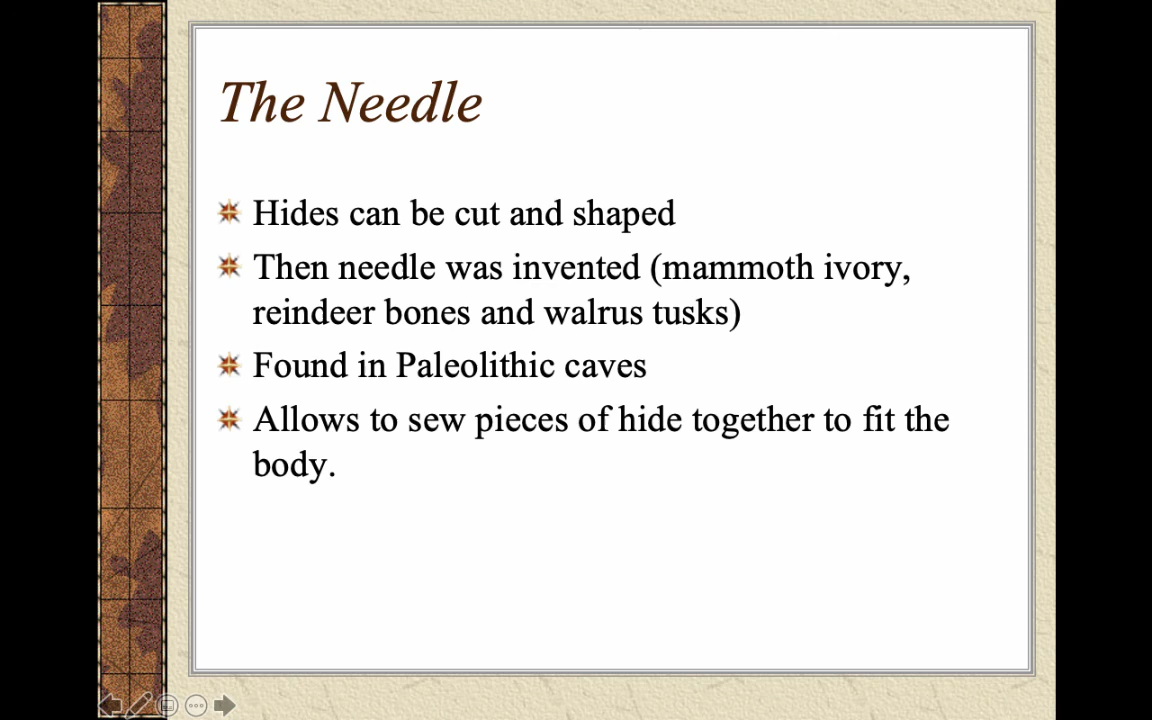 The Needle
Hides can be cut and shaped
Then needle was invented (mammoth ivory,
reindeer bones and walrus tusks)
Found in Paleolithic caves
Allows to sew pieces of hide together to fit the
body.